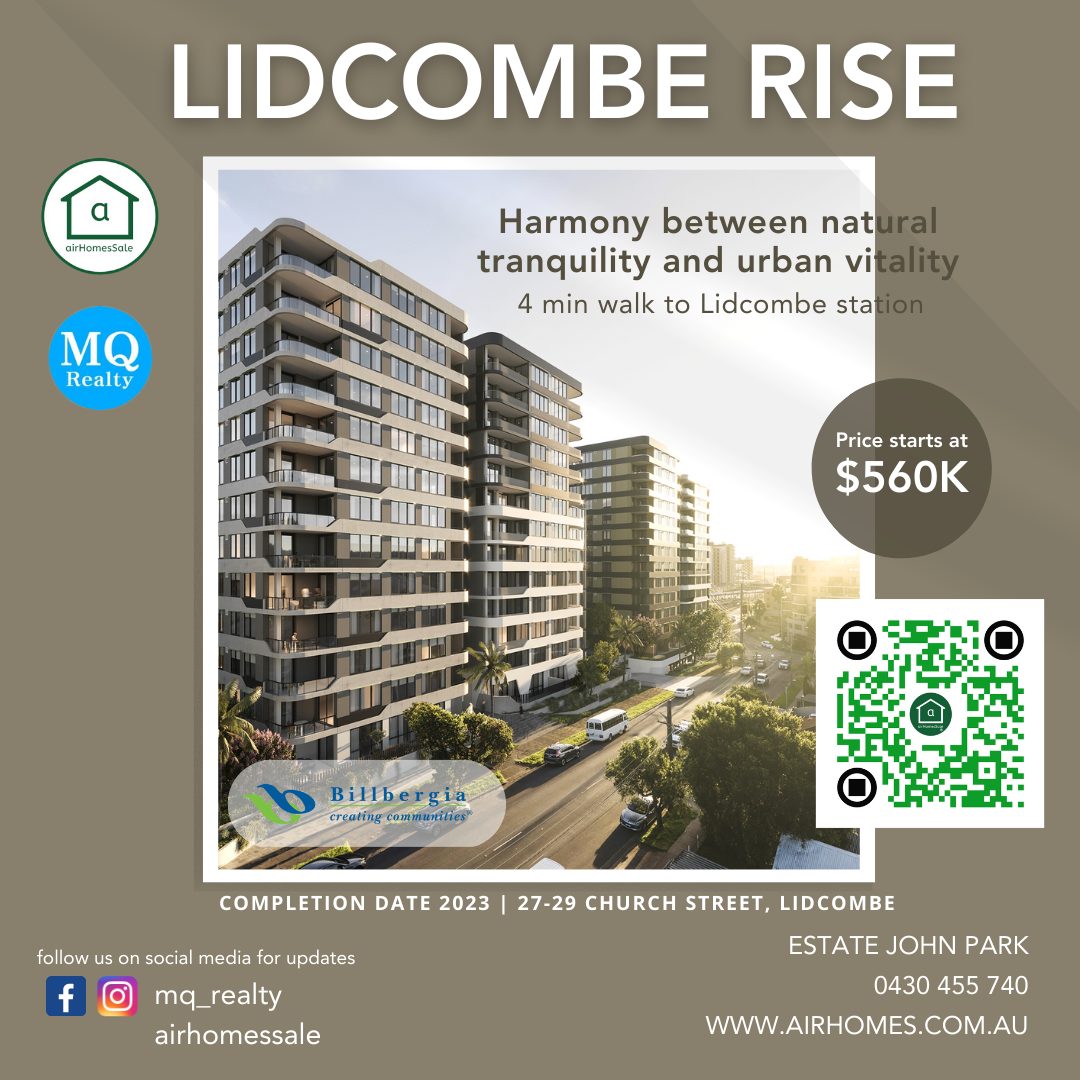 LIDCOMBE RISE
a
airHomesSale
MQ
Realty
Harmony between natural
tranquility and urban vitality
4 min walk to Lidcombe station
Price starts at
$560K
a
airHomesSale
Billbergia
creating communities®
COMPLETION DATE 2023 | 27-29 CHURCH STREET, LIDCOMBE
follow us on social media for updates
mq_realty
airhomessale
ESTATE JOHN PARK
0430 455 740
WWW.AIRHOMES.COM.AU